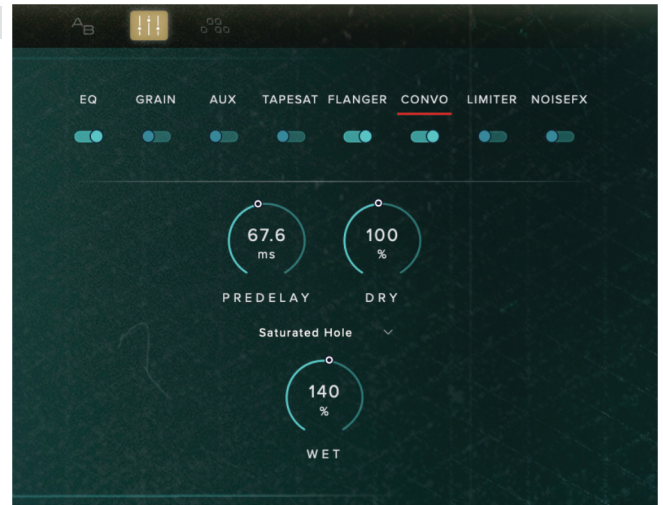 A B
EQ GRAIN AUX TAPESAT FLANGER CONVO LIMITER NOISEFX
67.6 100
ms %
PREDELAY DRY
Saturated Hole
140
%
WET